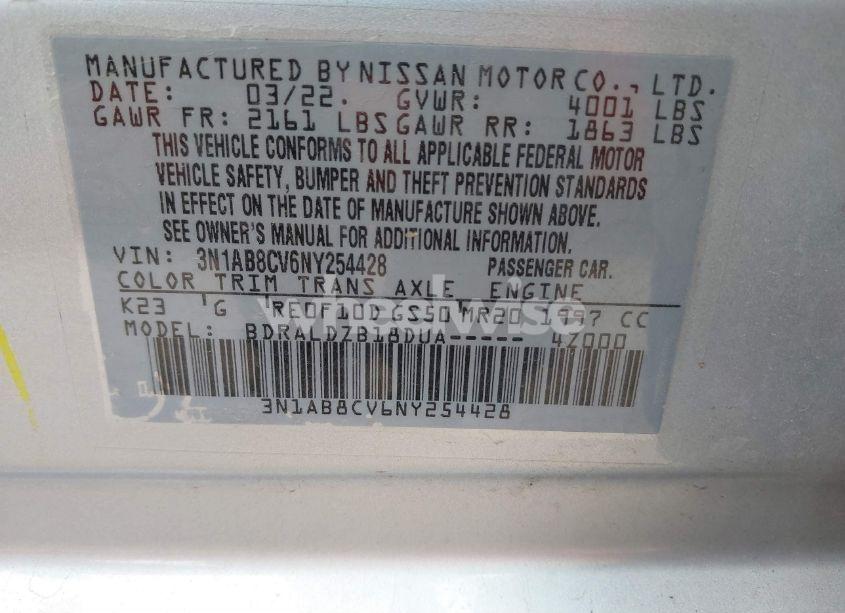 MANUFACTURED BY NISSAN MOTOR CO., LTD.
DATE: 03/22. GVWR: 4001 LBS
GAWR FR: 2161 LBS GAWR RR: 1863 LBS
THIS VEHICLE CONFORMS TO ALL APPLICABLE FEDERAL MOTOR
VEHICLE SAFETY, BUMPER AND THEFT PREVENTION STANDARDS
IN EFFECT ON THE DATE OF MANUFACTURE SHOWN ABOVE.
SEE OWNER'S MANUAL FOR ADDITIONAL INFORMATION.
VIN: 3N1AB8CV6NY254428 PASSENGER CAR.
COLOR TRIM TRANS AXLE ENGINE
K23 'G 'RE0F10D GS50 'MR20 1997 CC
MODEL: BDRALDZB18DUA----- 4Z000
3N1AB8CV6NY254428
wheelwise